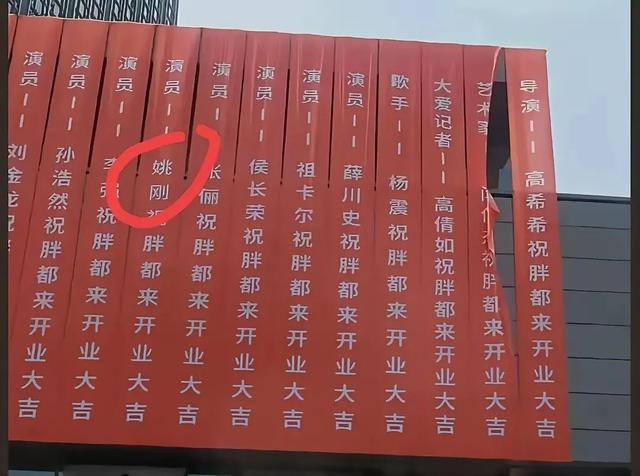 导演——高希希祝胖都来开业大吉
艺术家 祝胖都来开业大吉
大爱记者——高倩如祝胖都来开业大吉
歌手——杨震祝胖都来开业大吉
演员——薛川史祝胖都来开业大吉
演员——祖卡尔祝胖都来开业大吉
演员——侯长荣祝胖都来开业大吉
演员——张俪祝胖都来开业大吉
演员——姚刚祝胖都来开业大吉
演员——李强祝胖都来开业大吉
演员——孙浩然祝胖都来开业大吉
员——刘金龙祝